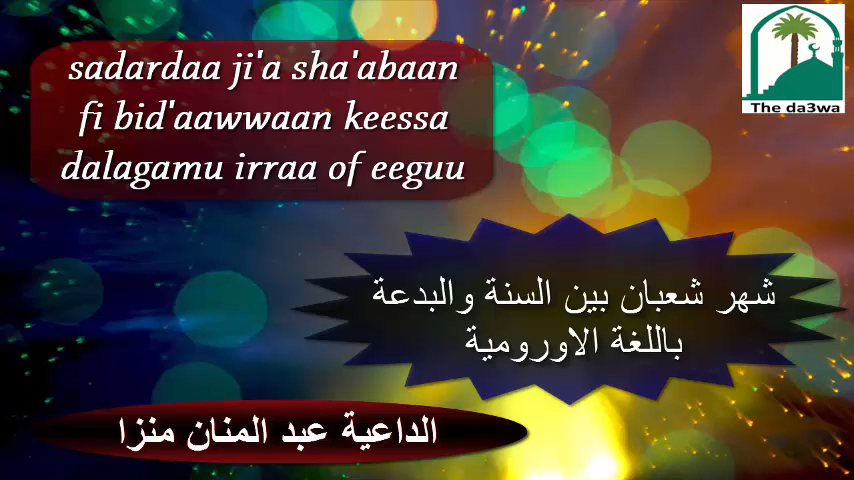 sadardaa ji'a sha'abaan
fi bid'aawwaan keessa
dalagamu irraa of eeguu
The da3wa
شهر شعبان بين السنة والبدعة
باللغة الاورومية
الداعية عبد المنان منزا